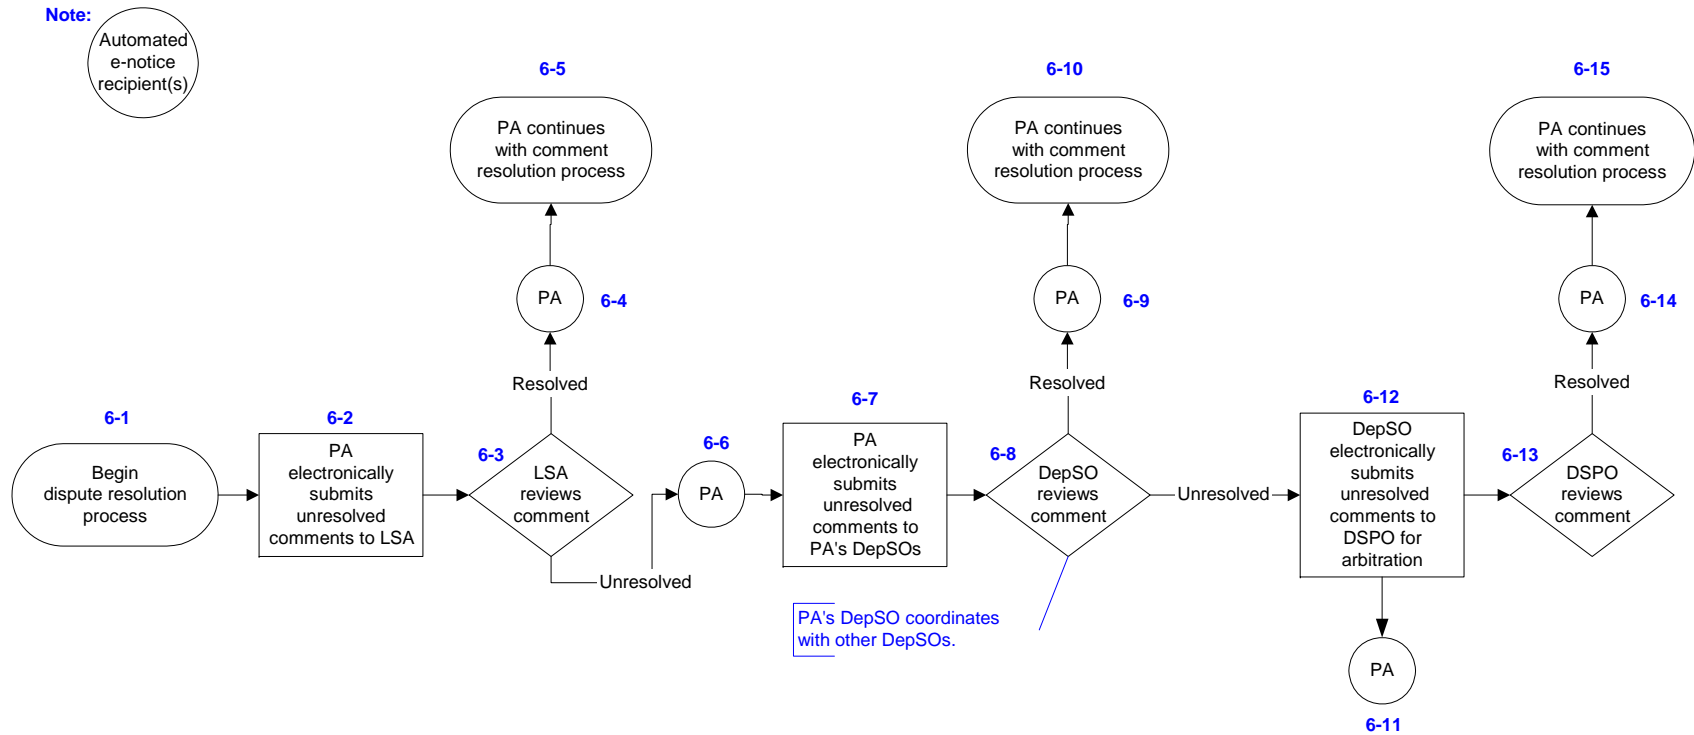 Note:
Automated
e-notice
recipient(s)
6-5
PA continues
with comment
resolution process
6-10
PA continues
with comment
resolution process
6-15
PA continues
with comment
resolution process
PA
6-4
PA
6-9
PA
6-14
Resolved
Resolved
Resolved
6-1
Begin
dispute resolution
process
6-2
PA
electronically
submits
unresolved
comments to LSA
6-3
LSA
reviews
comment
Unresolved
6-6
PA
6-7
PA
electronically
submits
unresolved
comments to
PA's DepSOs
6-8
DepSO
reviews
comment
PA's DepSO coordinates
with other DepSOs.
Unresolved
6-12
DepSO
electronically
submits
unresolved
comments to
DSPO for
arbitration
6-13
DSPO
reviews
comment
PA
6-11